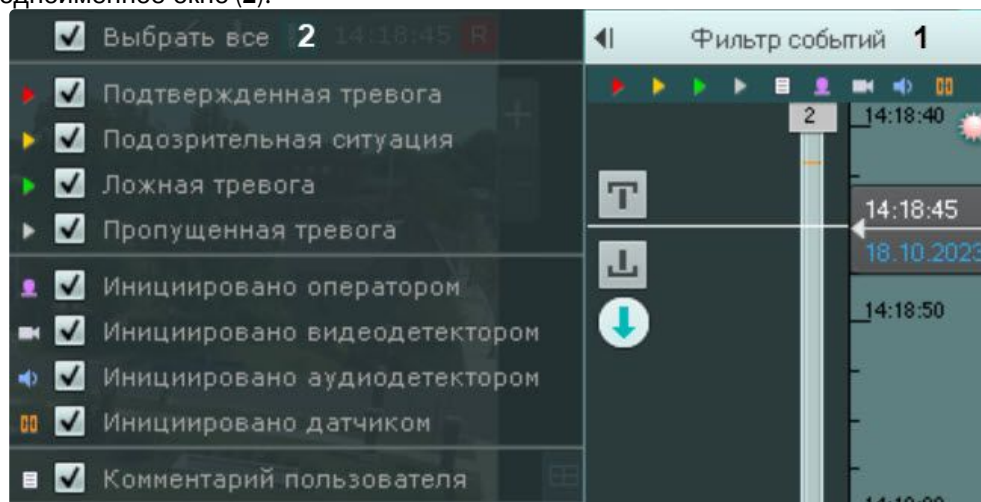 одноименное окно (2).
Выбрать все 2 14:18:45 R
Фильтр событий 1
Подтвержденная тревога
Подозрительная ситуация
Ложная тревога
Пропущенная тревога
Инициировано оператором
Инициировано видеодетектором
Инициировано аудиодетектором
Инициировано датчиком
Комментарий пользователя
2
14:18:40
14:18:45
18.10.2023
14:18:50